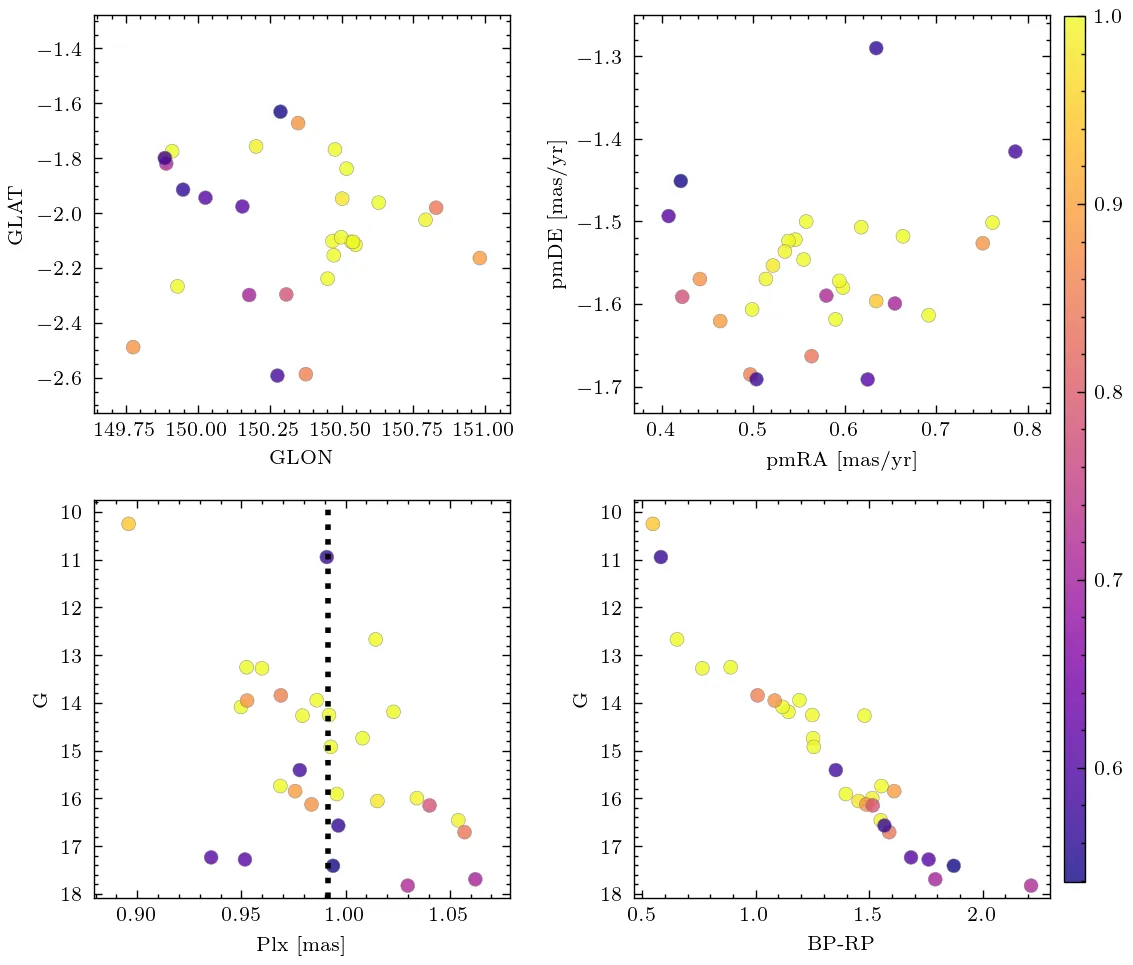 −1.4
−1.6
−1.8
−2.0
−2.2
−2.4
−2.6
GLAT
149.75 150.00 150.25 150.50 150.75 151.00
GLON
−1.3
−1.4
−1.5
−1.6
−1.7
pmDE [mas/yr]
0.4 0.5 0.6 0.7 0.8
pmRA [mas/yr]
1.0
0.9
0.8
0.7
0.6
10
11
12
13
14
15
16
17
18
G
0.90 0.95 1.00 1.05
Plx [mas]
10
11
12
13
14
15
16
17
18
G
0.5 1.0 1.5 2.0
BP-RP